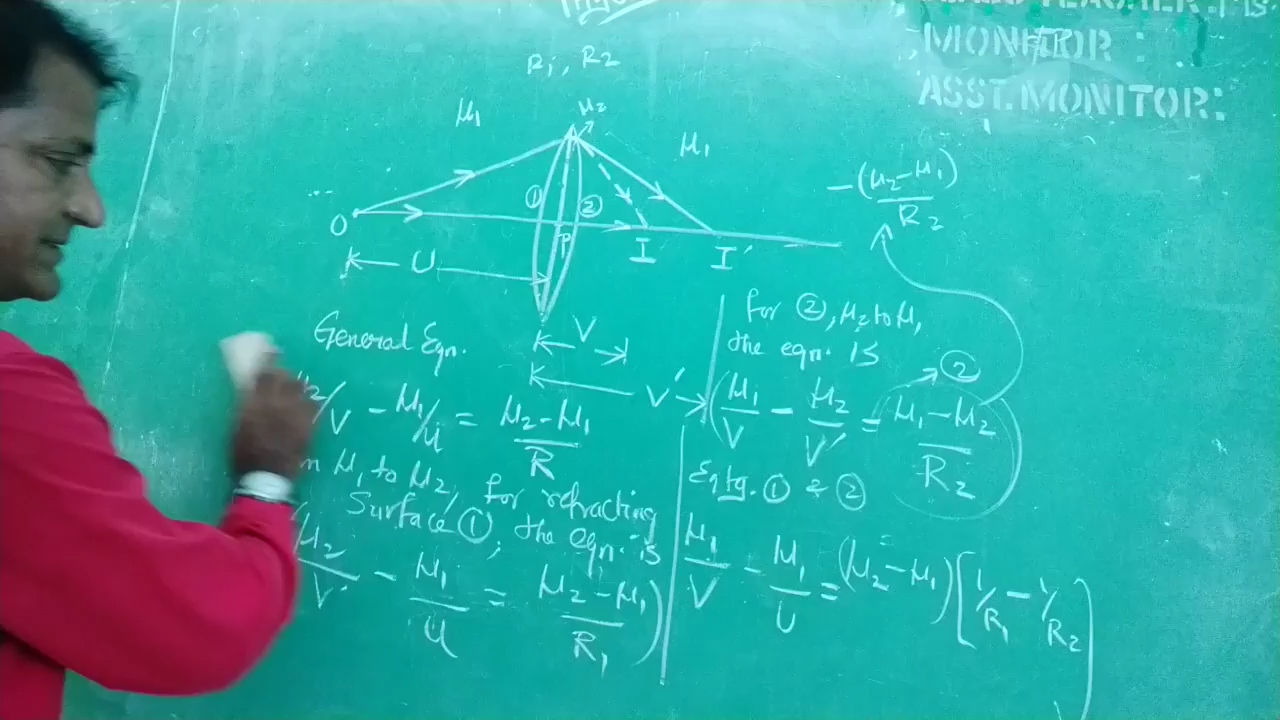 MONITOR :
ASST. MONITOR:
R₁, R₂
μ₁
μ₂
μ₁
① ②
O
P
I
I′
U
V
V′
-(μ₂-μ₁)/R₂
General Eqn.
μ₂/V - μ₁/u = (μ₂-μ₁)/R
μ₁ to μ₂, for refracting
Surface ①, the eqn. is
μ₂/V′ - μ₁/u = (μ₂-μ₁)/R₁)
for ②, μ₂ to μ₁,
the eqn. is
(μ₁/V - μ₂/V′ = (μ₁-μ₂)/R₂
②
Eqtg. ① & ②
μ₁/V - μ₁/U = (μ₂-μ₁)[1/R₁ - 1/R₂]